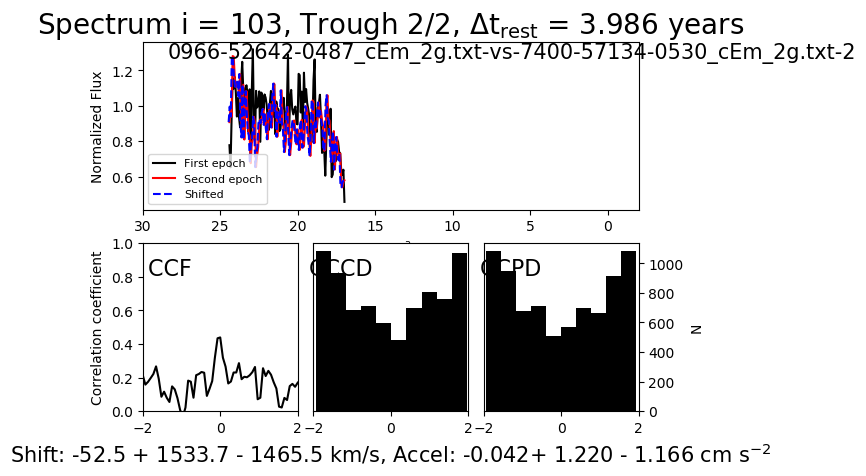 Spectrum i = 103, Trough 2/2, Δt_rest = 3.986 years
0966-52642-0487_cEm_2g.txt-vs-7400-57134-0530_cEm_2g.txt-2
Normalized Flux
1.2
1.0
0.8
0.6
First epoch
Second epoch
Shifted
30 25 20 15 10 5 0
Correlation coefficient
1.0
0.8
0.6
0.4
0.2
0.0
CCF
CCCD
CCPD
1000
800
600
400
200
0
N
−2 0 2
−2 0 2
−2 0 2
Shift: -52.5 + 1533.7 - 1465.5 km/s, Accel: -0.042+ 1.220 - 1.166 cm s⁻²